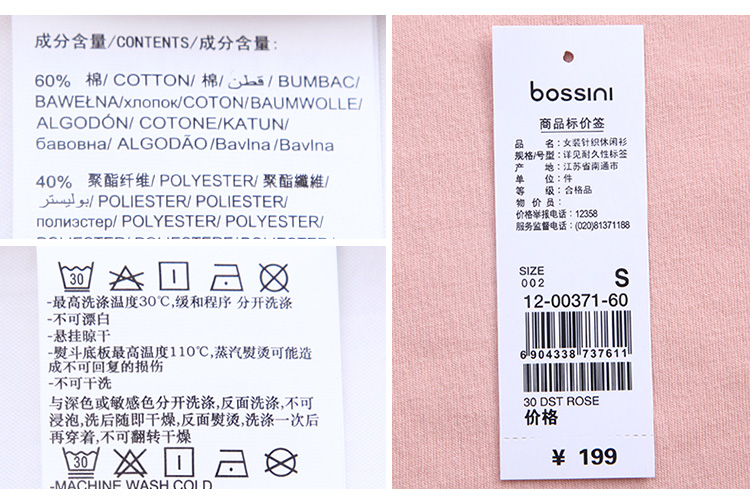 成分含量/CONTENTS/成分含量:
60% 棉/ COTTON/ 棉/ قطن/ BUMBAC/
BAWEŁNA/хлопок/COTON/BAUMWOLLE/
ALGODÓN/ COTONE/KATUN/
бавовна/ ALGODÃO/Bavlna/Bavlna
40% 聚酯纤维/ POLYESTER/ 聚酯纖維/
بوليستر/ POLIESTER/ POLIESTER/
полиэстер/ POLYESTER/ POLYESTER/
30
-最高洗涤温度30℃,缓和程序 分开洗涤
-不可漂白
-悬挂晾干
-熨斗底板最高温度110℃,蒸汽熨烫可能造
成不可回复的损伤
-不可干洗
与深色或敏感色分开洗涤,反面洗涤,不可
浸泡,洗后随即干燥,反面熨烫,洗涤一次后
再穿着,不可翻转干燥
30
-MACHINE WASH COLD
bossini
商品标价签
品 名: 女装针织休闲衫
规格/号型: 详见耐久性标签
产 地: 江苏省南通市
单 位: 件
等 级: 合格品
物 价 员:
价格举报电话: 12358
服务监督电话: (020)81371188
SIZE S
002
12-00371-60
6 904338 737611
30 DST ROSE
价格
¥ 199